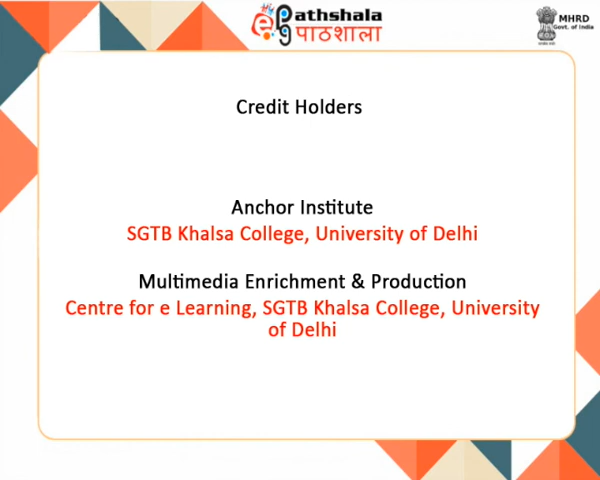 e Pathshala
पाठशाला
MHRD
Govt. of India
Credit Holders
Anchor Institute
SGTB Khalsa College, University of Delhi
Multimedia Enrichment & Production
Centre for e Learning, SGTB Khalsa College, University
of Delhi